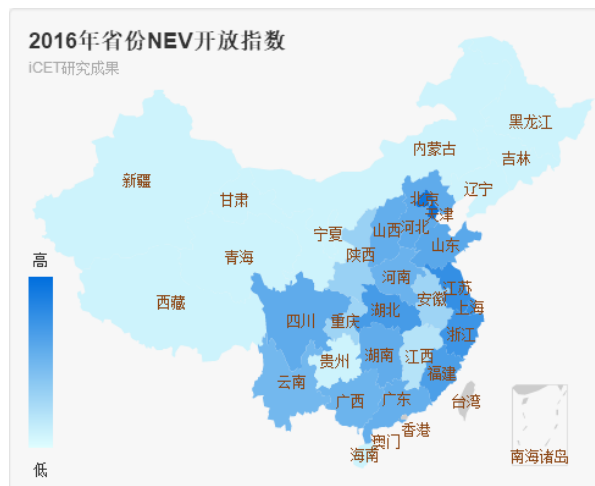 2016年省份NEV开放指数
iCET研究成果
黑龙江
内蒙古
吉林
新疆
辽宁
甘肃
北京
天津
宁夏
山西
河北
山东
青海
陕西
高
河南
江苏
西藏
安徽
上海
四川
重庆
湖北
浙江
贵州
湖南
江西
云南
福建
广西
广东
台湾
香港
澳门
海南
南海诸岛
低